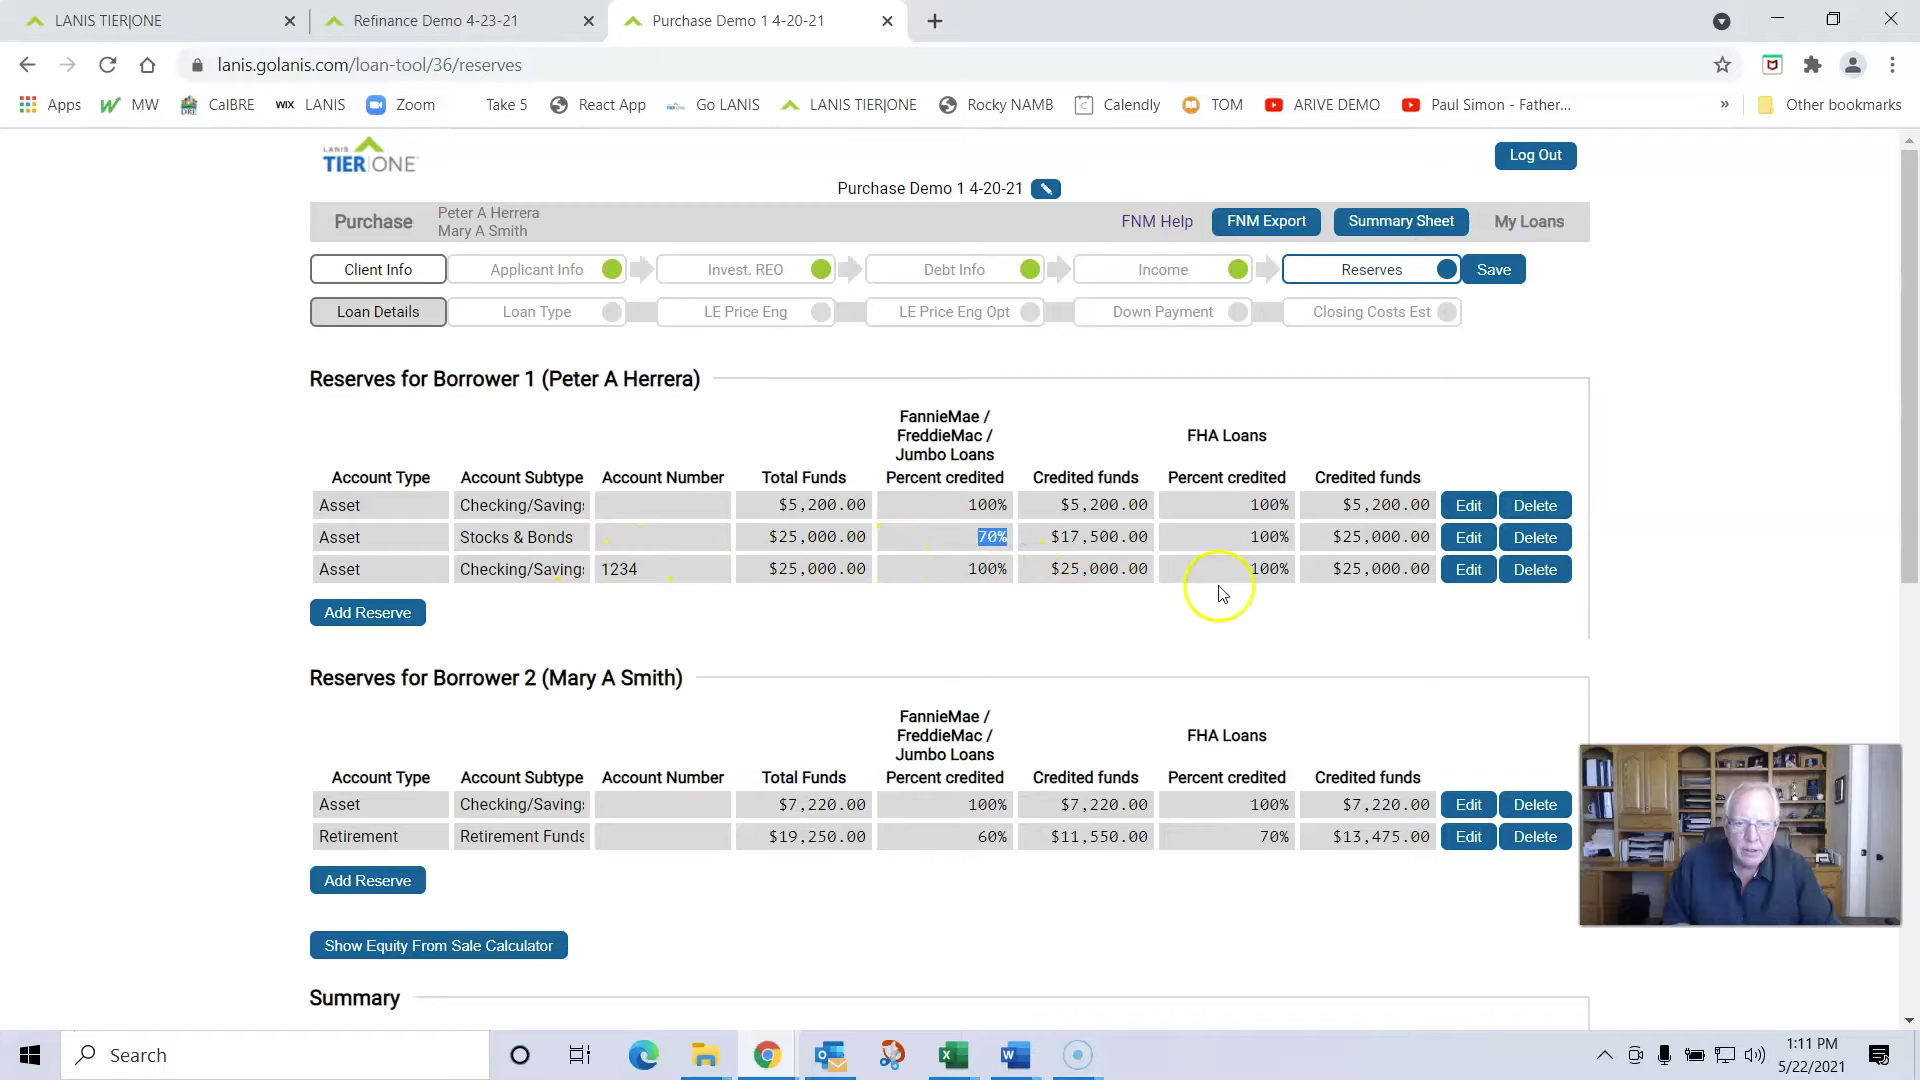 LANIS TIER|ONE
Refinance Demo 4-23-21
Purchase Demo 1 4-20-21
lanis.golanis.com/loan-tool/36/reserves
Apps
MW
CalBRE
WIX LANIS
Zoom
Take 5
React App
Go LANIS
LANIS TIER|ONE
Rocky NAMB
Calendly
TOM
ARIVE DEMO
Paul Simon - Father...
»
Other bookmarks
LANIS
TIER|ONE
Log Out
Purchase Demo 1 4-20-21
Purchase
Peter A Herrera
Mary A Smith
FNM Help
FNM Export
Summary Sheet
My Loans
Client Info
Applicant Info
Invest. REO
Debt Info
Income
Reserves
Save
Loan Details
Loan Type
LE Price Eng
LE Price Eng Opt
Down Payment
Closing Costs Est
Reserves for Borrower 1 (Peter A Herrera)
FannieMae /
FreddieMac /
Jumbo Loans
FHA Loans
Account Type Account Subtype Account Number Total Funds Percent credited Credited funds Percent credited Credited funds
Asset Checking/Saving $5,200.00 100% $5,200.00 100% $5,200.00 Edit Delete
Asset Stocks & Bonds $25,000.00 70% $17,500.00 100% $25,000.00 Edit Delete
Asset Checking/Saving 1234 $25,000.00 100% $25,000.00 100% $25,000.00 Edit Delete
Add Reserve
Reserves for Borrower 2 (Mary A Smith)
FannieMae /
FreddieMac /
Jumbo Loans
FHA Loans
Account Type Account Subtype Account Number Total Funds Percent credited Credited funds Percent credited Credited funds
Asset Checking/Saving $7,220.00 100% $7,220.00 100% $7,220.00 Edit Delete
Retirement Retirement Funds $19,250.00 60% $11,550.00 70% $13,475.00 Edit Delete
Add Reserve
Show Equity From Sale Calculator
Summary
Search
1:11 PM
5/22/2021